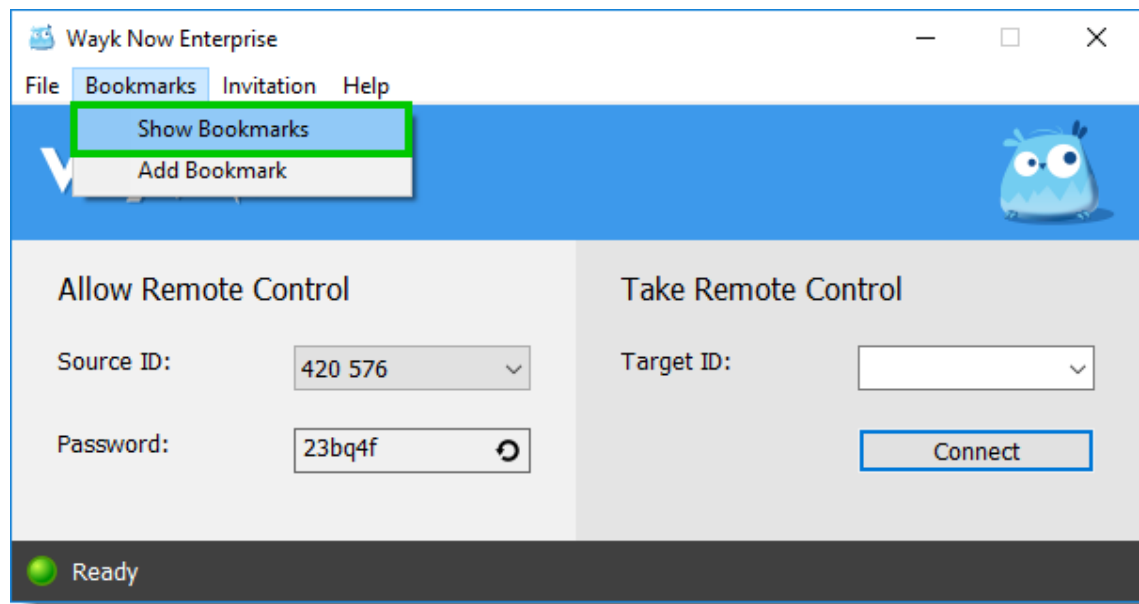 Wayk Now Enterprise
File Bookmarks Invitation Help
Show Bookmarks
Add Bookmark
Allow Remote Control
Source ID: 420 576
Password: 23bq4f
Take Remote Control
Target ID:
Connect
Ready